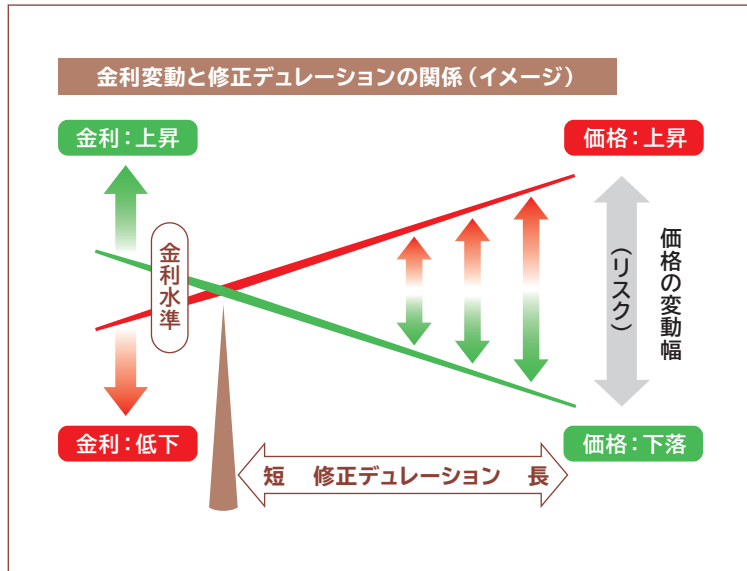 金利変動と修正デュレーションの関係（イメージ）
金利：上昇
価格：上昇
金利水準
価格の変動幅
（リスク）
金利：低下
価格：下落
短　修正デュレーション　長